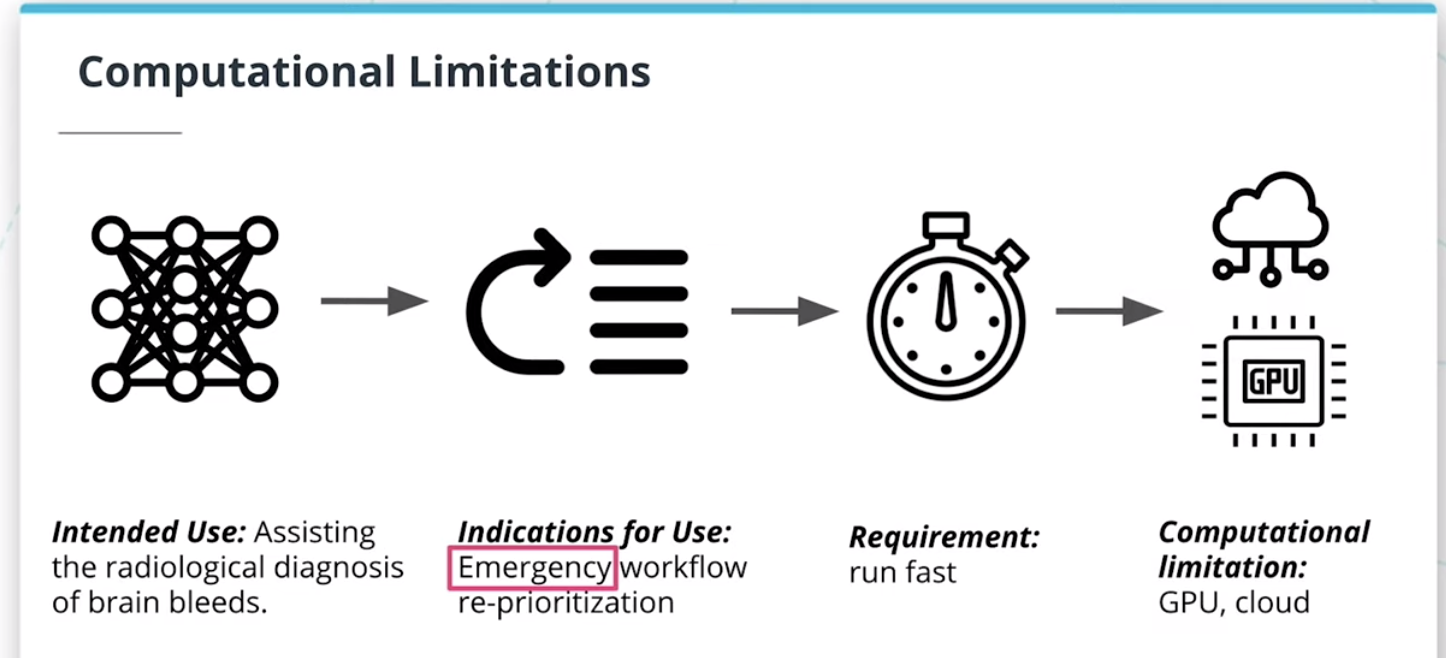 Computational Limitations
GPU
Intended Use: Assisting
the radiological diagnosis
of brain bleeds.
Indications for Use:
Emergency workflow
re-prioritization
Requirement:
run fast
Computational
limitation:
GPU, cloud